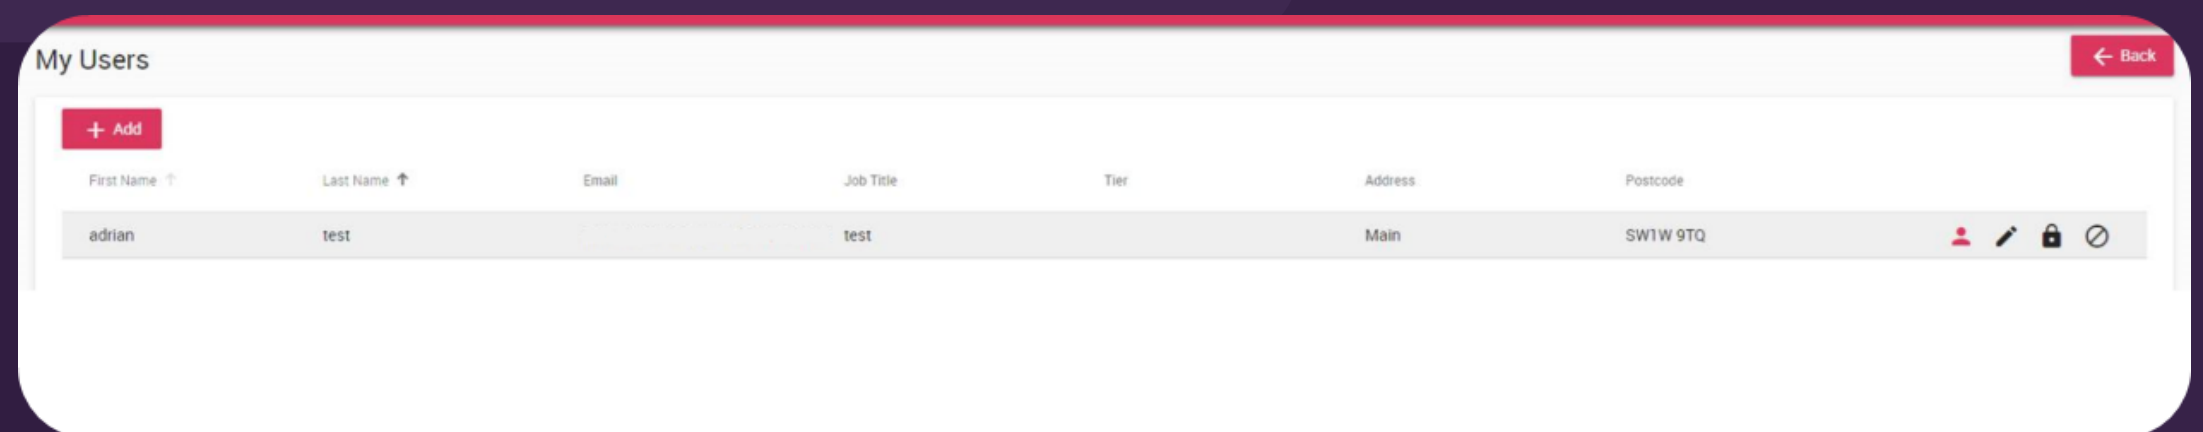 My Users
Back
Add
First Name Last Name Email Job Title Tier Address Postcode
adrian test test Main SW1W 9TQ